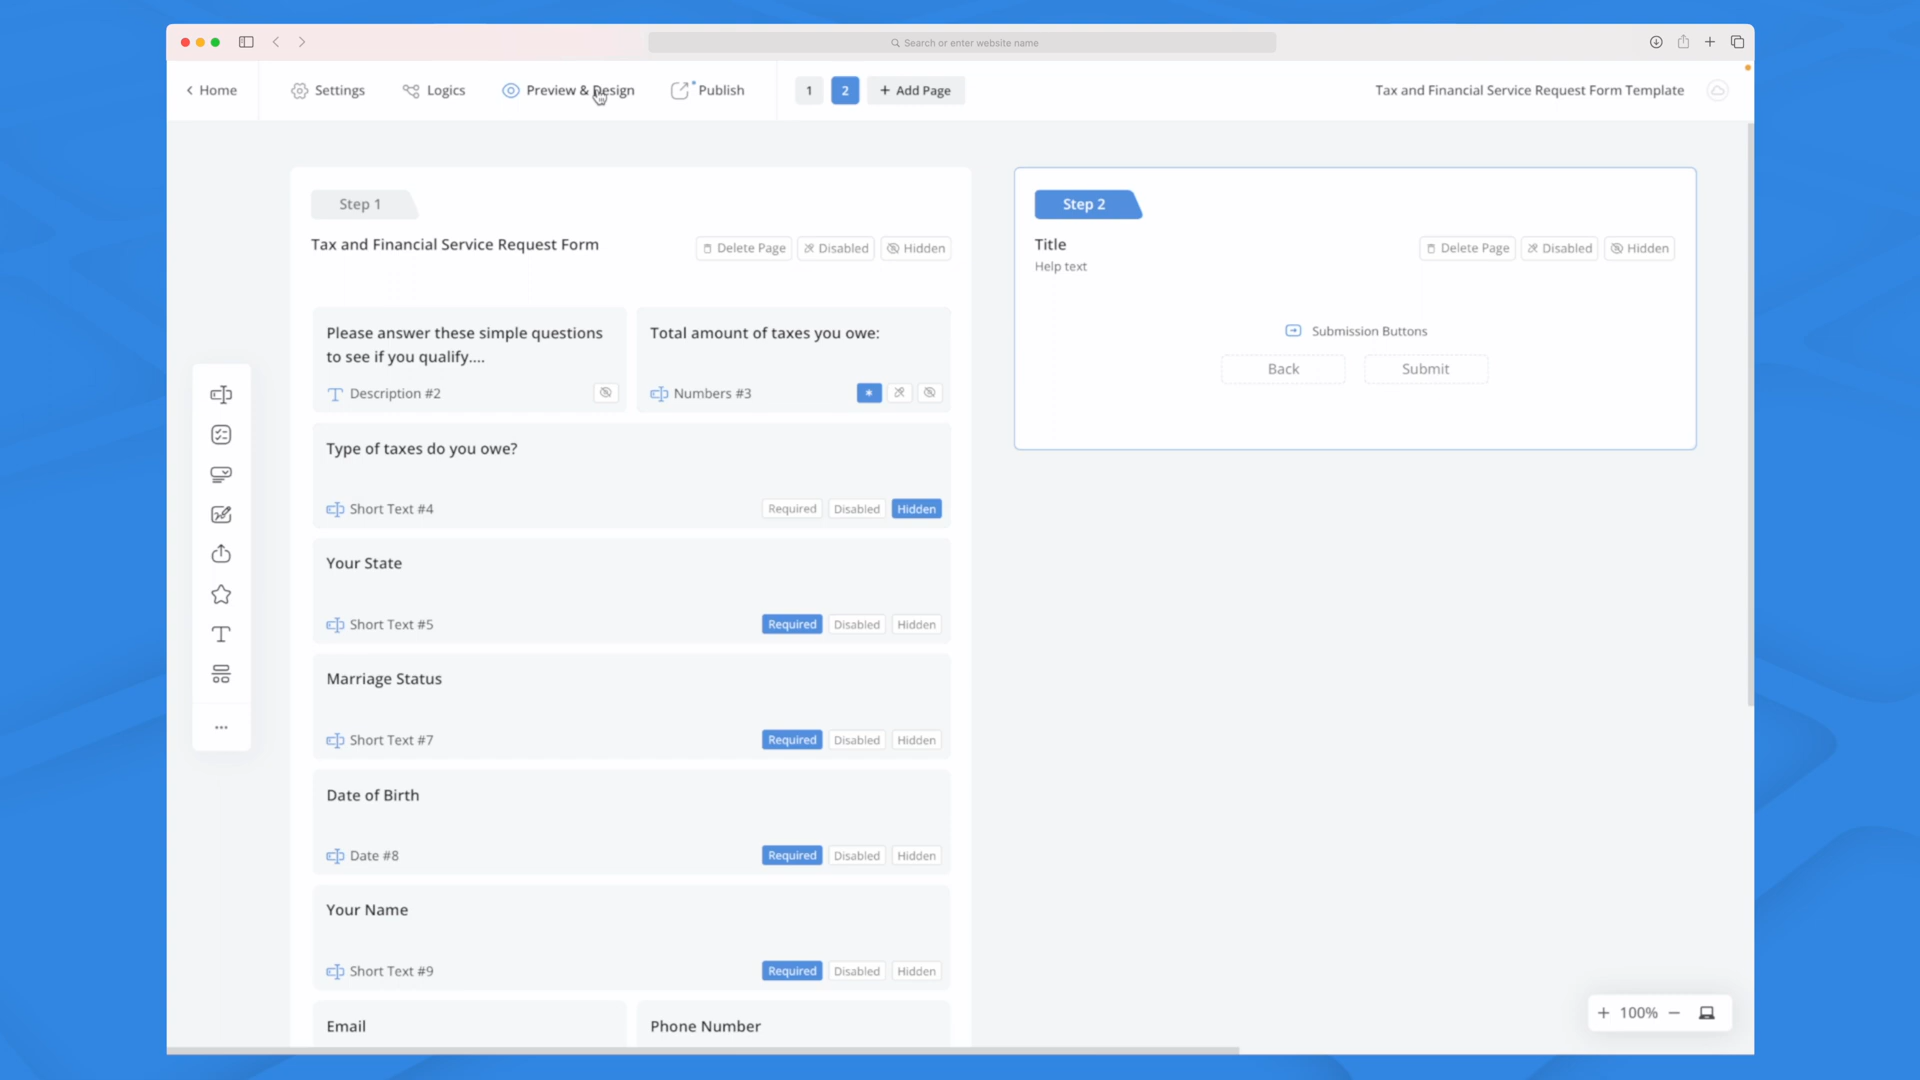 Search or enter website name
Home
Settings
Logics
Preview & Design
Publish
1
2
+ Add Page
Tax and Financial Service Request Form Template
Step 1
Tax and Financial Service Request Form
Delete Page
Disabled
Hidden
Please answer these simple questions
to see if you qualify....
Description #2
Total amount of taxes you owe:
Numbers #3
*
Type of taxes do you owe?
Short Text #4
Required
Disabled
Hidden
Your State
Short Text #5
Required
Disabled
Hidden
Marriage Status
Short Text #7
Required
Disabled
Hidden
Date of Birth
Date #8
Required
Disabled
Hidden
Your Name
Short Text #9
Required
Disabled
Hidden
Email
Phone Number
Step 2
Title
Help text
Delete Page
Disabled
Hidden
Submission Buttons
Back
Submit
+ 100% −